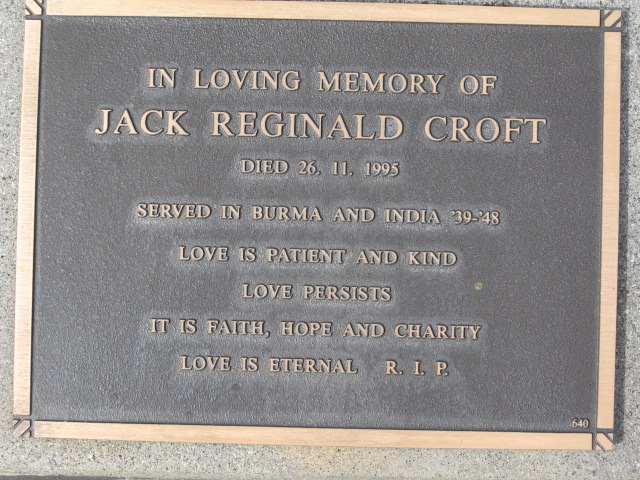 IN LOVING MEMORY OF
JACK REGINALD CROFT
DIED 26. 11. 1995
SERVED IN BURMA AND INDIA '39-'48
LOVE IS PATIENT AND KIND
LOVE PERSISTS
IT IS FAITH, HOPE AND CHARITY
LOVE IS ETERNAL R. I. P.
640